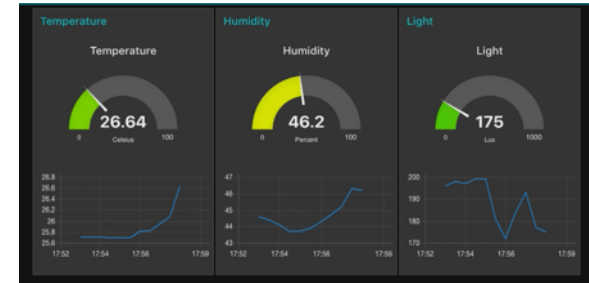 Temperature
Temperature
26.64
0 Celsius 100
26.8
26.6
26.4
26.2
26
25.8
25.6
17:52 17:54 17:56 17:59
Humidity
Humidity
46.2
0 Percent 100
47
46
45
44
43
17:52 17:54 17:56 17:59
Light
Light
175
0 Lux 1000
200
190
180
170
17:52 17:54 17:56 17:59